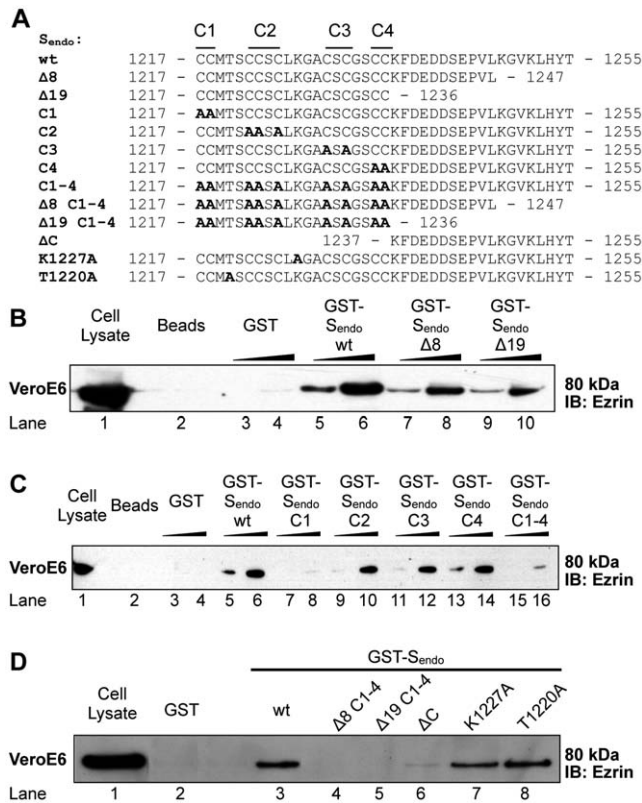 A
C1 C2 C3 C4
Sendo:
wt 1217 - CCMTSCCSCLKGACSCGSCCKFDEDDSEPVLKGVKLHYT - 1255
Δ8 1217 - CCMTSCCSCLKGACSCGSCCKFDEDDSEPVL - 1247
Δ19 1217 - CCMTSCCSCLKGACSCGSCC - 1236
C1 1217 - AAMTSCCSCLKGACSCGSCCKFDEDDSEPVLKGVKLHYT - 1255
C2 1217 - CCMTSAASALKGACSCGSCCKFDEDDSEPVLKGVKLHYT - 1255
C3 1217 - CCMTSCCSCLKGAASAGSCCKFDEDDSEPVLKGVKLHYT - 1255
C4 1217 - CCMTSCCSCLKGACSCGSAAKFDEDDSEPVLKGVKLHYT - 1255
C1-4 1217 - AAMTSAASALKGAASAGSAAKFDEDDSEPVLKGVKLHYT - 1255
Δ8 C1-4 1217 - AAMTSAASALKGAASAGSAAKFDEDDSEPVL - 1247
Δ19 C1-4 1217 - AAMTSAASALKGAASAGSAA - 1236
ΔC 1237 - KFDEDDSEPVLKGVKLHYT - 1255
K1227A 1217 - CCMTSCCSCLAGACSCGSCCKFDEDDSEPVLKGVKLHYT - 1255
T1220A 1217 - CCMASCCSCLKGACSCGSCCKFDEDDSEPVLKGVKLHYT - 1255
B
Cell Lysate Beads GST GST-Sendo wt GST-Sendo Δ8 GST-Sendo Δ19
VeroE6 80 kDa
IB: Ezrin
Lane 1 2 3 4 5 6 7 8 9 10
C
Cell Lysate Beads GST GST-Sendo wt GST-Sendo C1 GST-Sendo C2 GST-Sendo C3 GST-Sendo C4 GST-Sendo C1-4
VeroE6 80 kDa
IB: Ezrin
Lane 1 2 3 4 5 6 7 8 9 10 11 12 13 14 15 16
D
GST-Sendo
Cell Lysate GST wt Δ8 C1-4 Δ19 C1-4 ΔC K1227A T1220A
VeroE6 80 kDa
IB: Ezrin
Lane 1 2 3 4 5 6 7 8